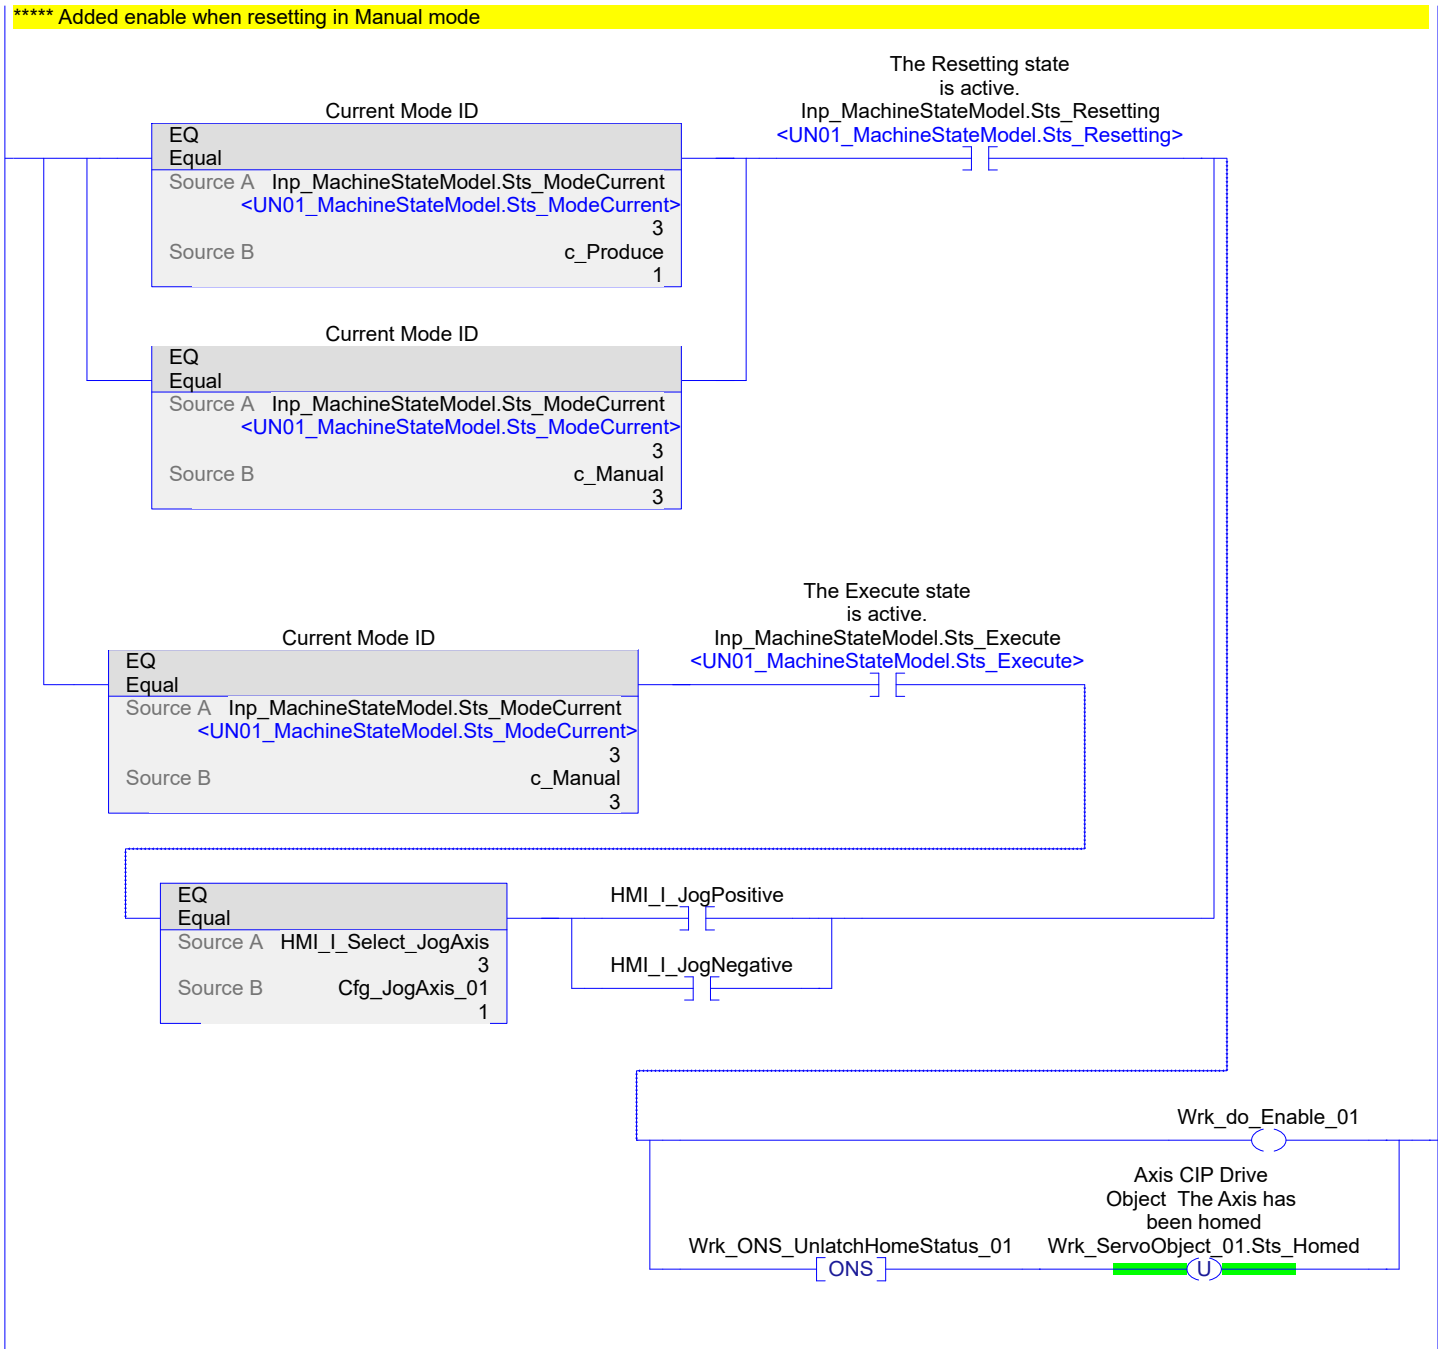 ***** Added enable when resetting in Manual mode
The Resetting state
is active.
Inp_MachineStateModel.Sts_Resetting
<UN01_MachineStateModel.Sts_Resetting>
Current Mode ID
EQ
Equal
Source A Inp_MachineStateModel.Sts_ModeCurrent
<UN01_MachineStateModel.Sts_ModeCurrent>
3
Source B c_Produce
1
Current Mode ID
EQ
Equal
Source A Inp_MachineStateModel.Sts_ModeCurrent
<UN01_MachineStateModel.Sts_ModeCurrent>
3
Source B c_Manual
3
The Execute state
is active.
Inp_MachineStateModel.Sts_Execute
<UN01_MachineStateModel.Sts_Execute>
Current Mode ID
EQ
Equal
Source A Inp_MachineStateModel.Sts_ModeCurrent
<UN01_MachineStateModel.Sts_ModeCurrent>
3
Source B c_Manual
3
EQ
Equal
Source A HMI_I_Select_JogAxis
3
Source B Cfg_JogAxis_01
1
HMI_I_JogPositive
HMI_I_JogNegative
Wrk_do_Enable_01
Axis CIP Drive
Object The Axis has
been homed
Wrk_ONS_UnlatchHomeStatus_01 Wrk_ServoObject_01.Sts_Homed
ONS U